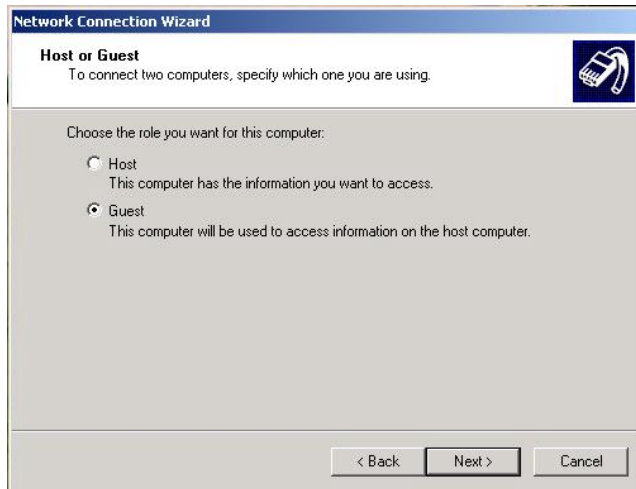 Network Connection Wizard
Host or Guest
To connect two computers, specify which one you are using.
Choose the role you want for this computer:
Host
This computer has the information you want to access.
Guest
This computer will be used to access information on the host computer.
< Back Next > Cancel